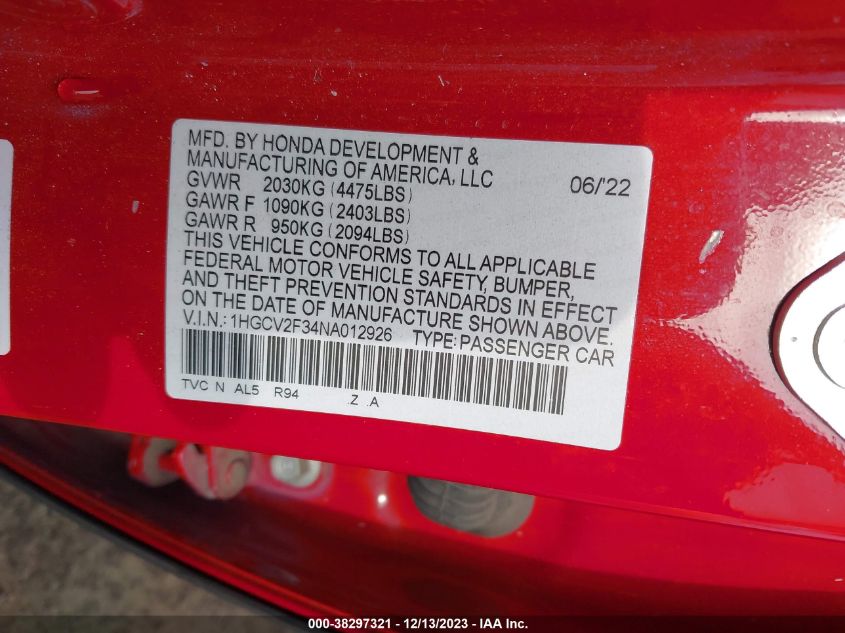 MFD. BY HONDA DEVELOPMENT &
MANUFACTURING OF AMERICA, LLC
06/'22
GVWR 2030KG (4475LBS)
GAWR F 1090KG (2403LBS)
GAWR R 950KG (2094LBS)
THIS VEHICLE CONFORMS TO ALL APPLICABLE
FEDERAL MOTOR VEHICLE SAFETY, BUMPER,
AND THEFT PREVENTION STANDARDS IN EFFECT
ON THE DATE OF MANUFACTURE SHOWN ABOVE.
V.I.N.: 1HGCV2F34NA012926 TYPE: PASSENGER CAR
TVC N AL5 R94 .Z .A
000-38297321 - 12/13/2023 - IAA Inc.